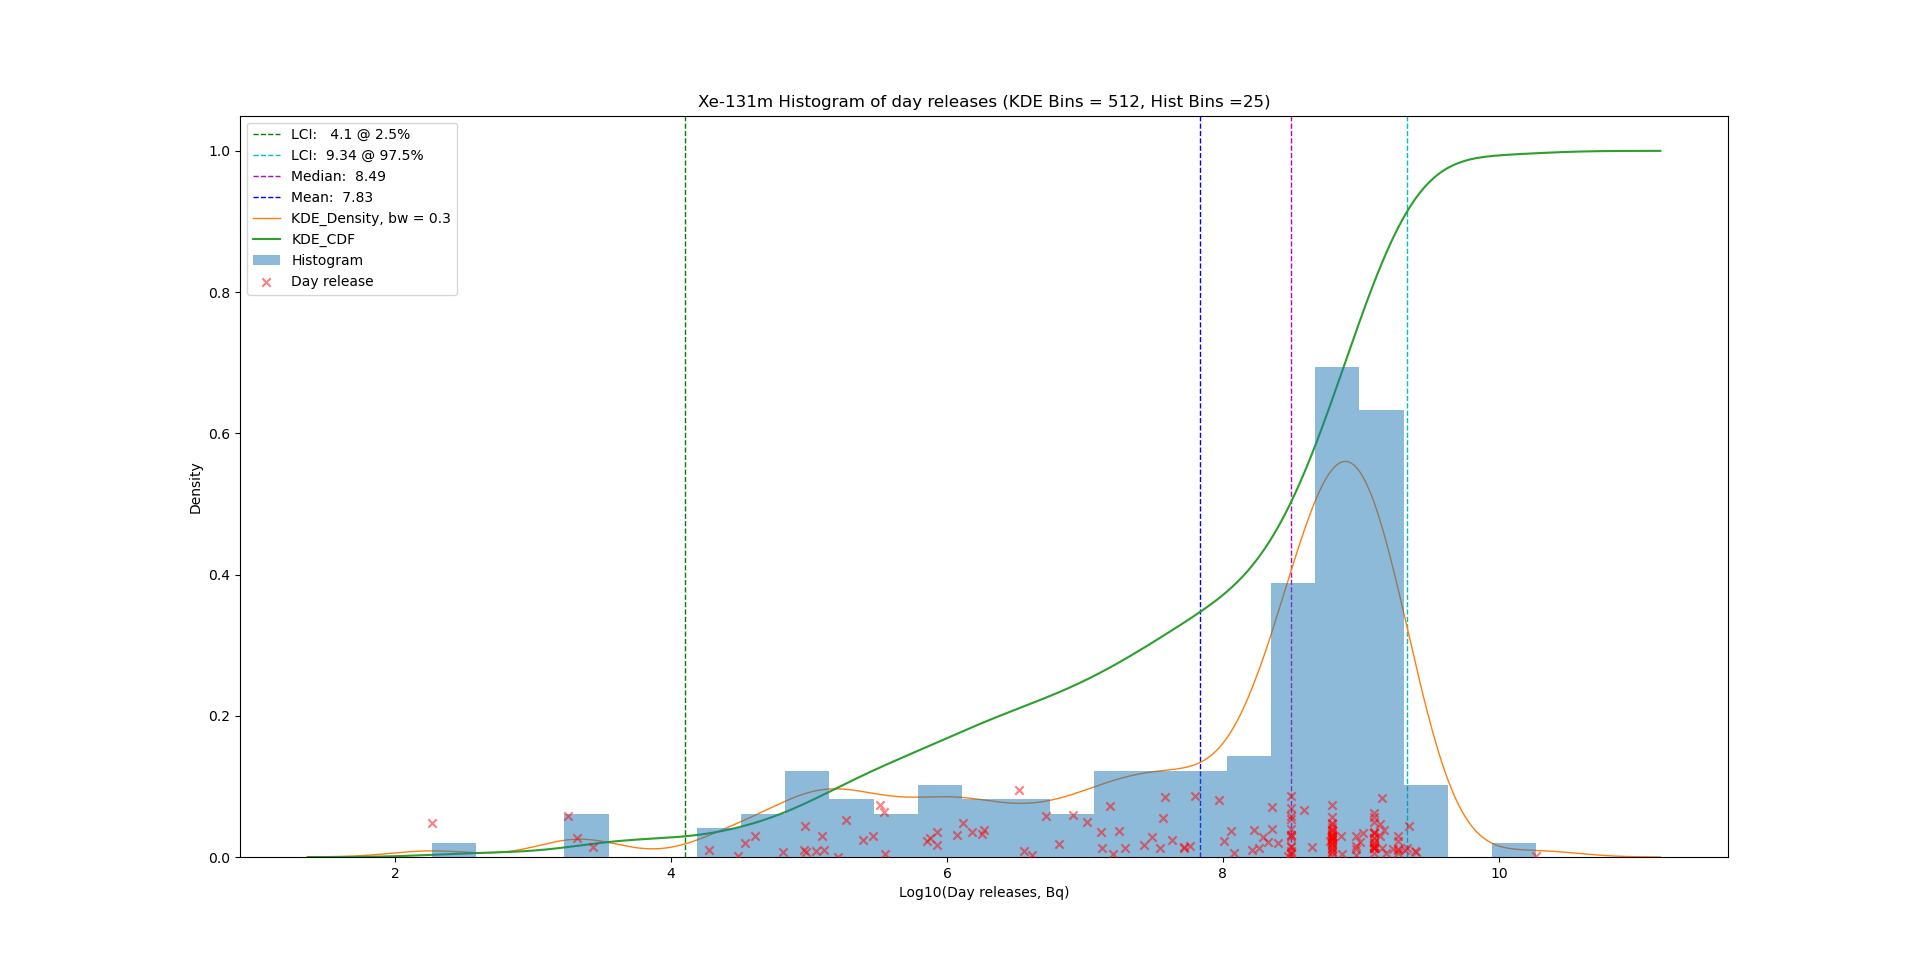 Xe-131m Histogram of day releases (KDE Bins = 512, Hist Bins =25)
LCI:   4.1 @ 2.5%
LCI:  9.34 @ 97.5%
Median:  8.49
Mean:  7.83
KDE_Density, bw = 0.3
KDE_CDF
Histogram
Day release
1.0
0.8
0.6
0.4
0.2
0.0
Density
2 4 6 8 10
Log10(Day releases, Bq)